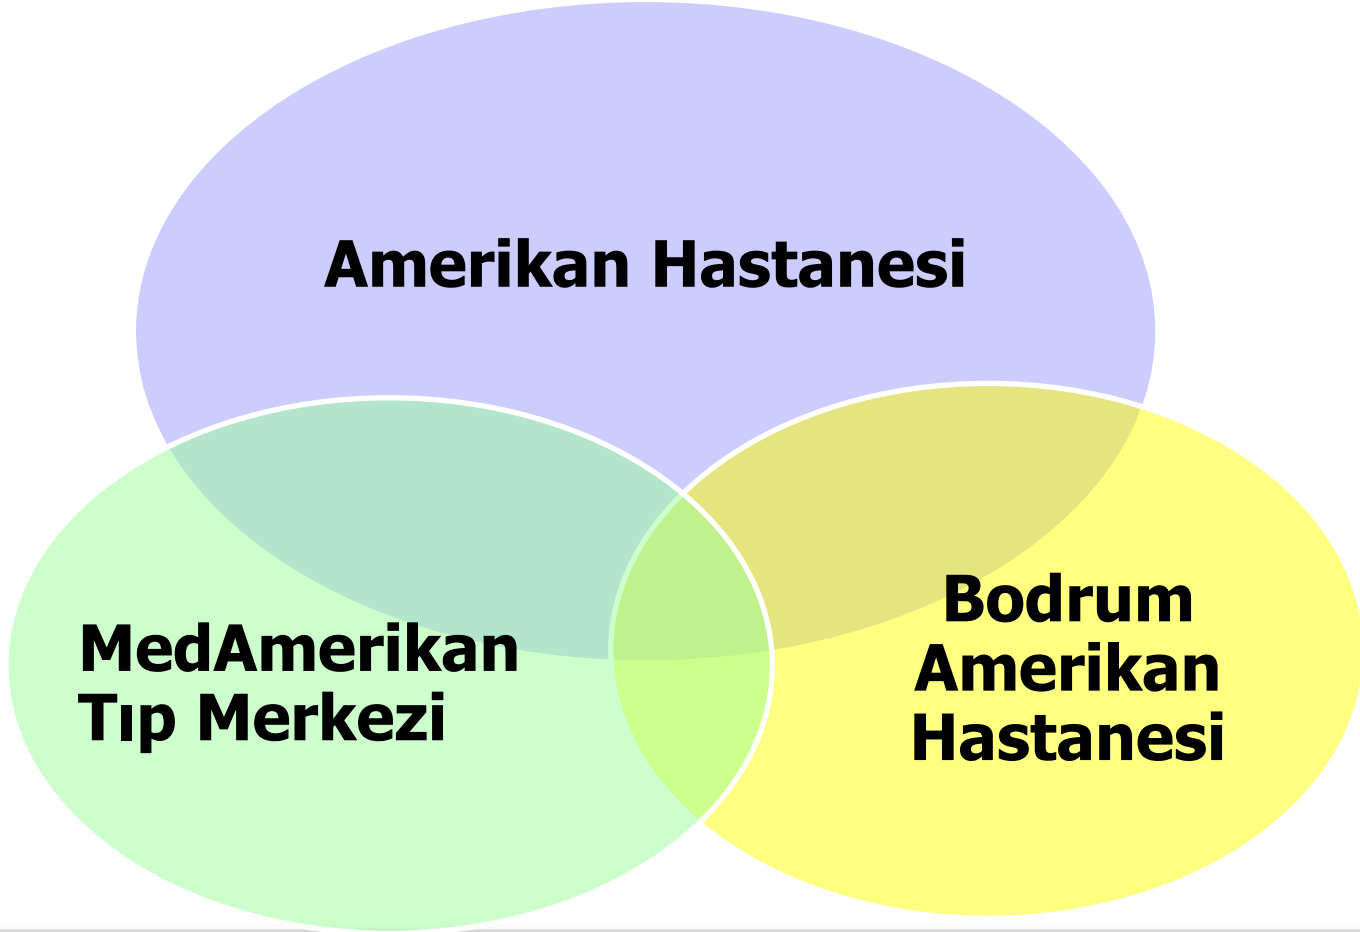 Amerikan Hastanesi
MedAmerikan
Tıp Merkezi
Bodrum
Amerikan
Hastanesi